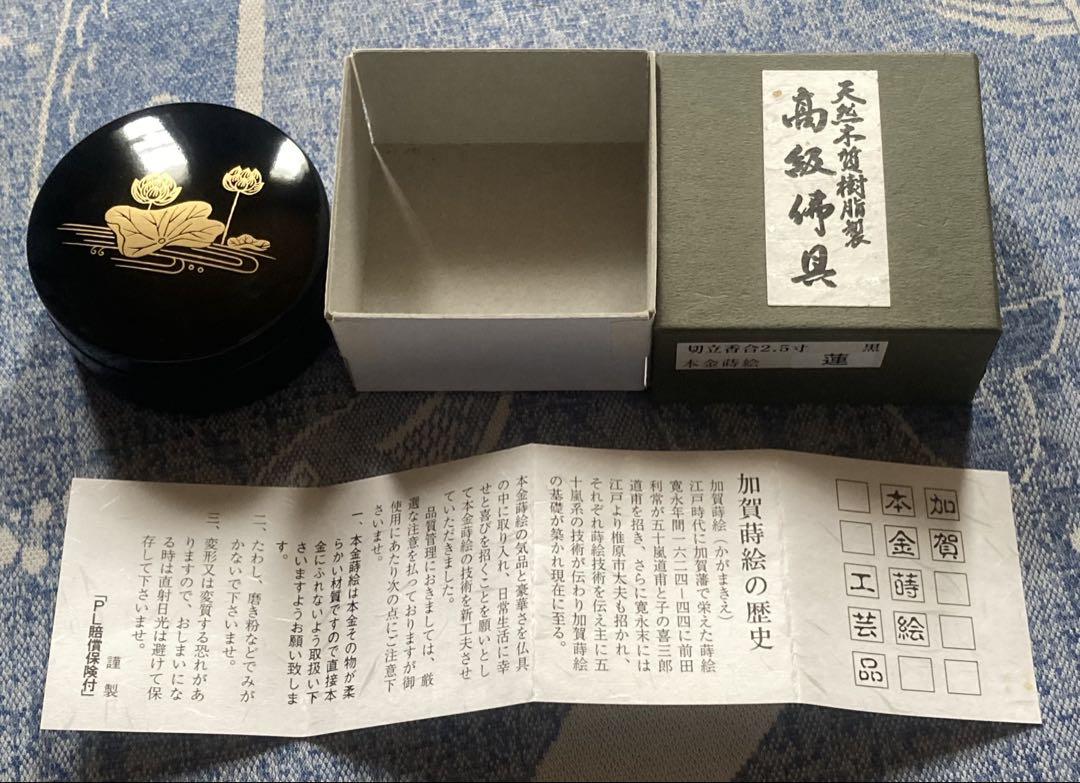 天然木質樹脂製
高級佛具
切立香合2.5寸 黒
本金蒔絵 蓮
加賀
本金蒔絵
工芸品
加賀蒔絵の歴史
加賀蒔絵(かがまきえ)
江戸時代に加賀藩で栄えた蒔絵
寛永年間一六二四―四四に前田
利常が五十嵐道甫と子の喜三郎
道甫を招き、さらに寛永末には
江戸より椎原市大夫も招かれ、
それぞれ蒔絵技術を伝え主に五
十嵐系の技術が伝わり加賀蒔絵
の基礎が築かれ現在に至る。
本金蒔絵の気品と豪華さを仏具
の中に取り入れ、日常生活に幸
せと喜びを招くことを願いとし
て本金蒔絵の技術を新工夫させ
ていただきました。
品質管理におきましては、厳
選な注意を払っておりますが御
使用にあたり次の点にご注意下
さいませ。
一、本金蒔絵は本金その物が柔
らかい材質ですので直接本
金にふれないよう取扱い下
さいますようお願い致しま
す。
二、たわし、磨き粉などでみが
かないで下さいませ。
三、変形又は変質する恐れがあ
りますので、おしまいにな
る時は直射日光は避けて保
存して下さいませ。
謹製
「PL賠償保険付」